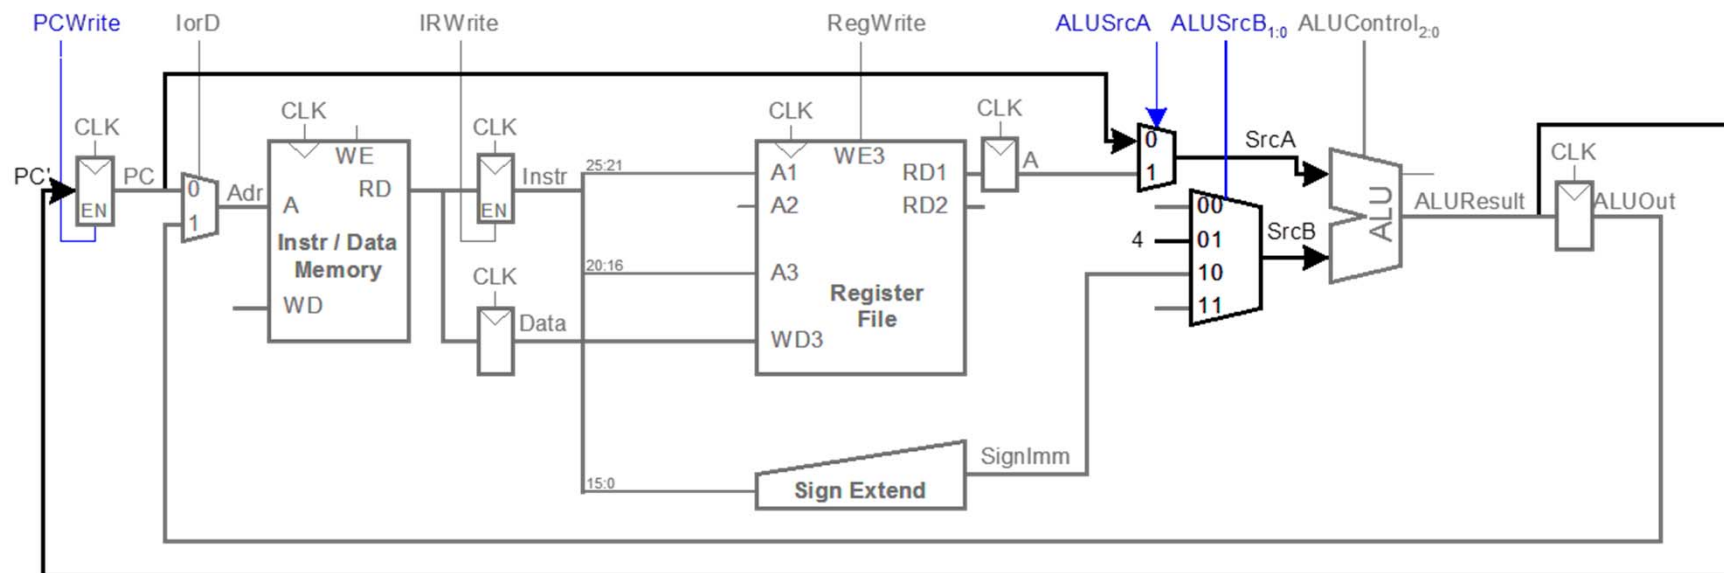 PCWrite IorD IRWrite RegWrite ALUSrcA ALUSrcB1:0 ALUControl2:0
CLK CLK CLK CLK CLK CLK CLK
PC' EN PC
0
1
Adr
WE
RD
A
Instr / Data
Memory
WD
EN
Instr
CLK
Data
25:21
20:16
15:0
A1
A2
A3
WD3
WE3
RD1
RD2
Register
File
A
Sign Extend
SignImm
0
1
SrcA
4
00
01
10
11
SrcB
ALU
ALUResult
ALUOut